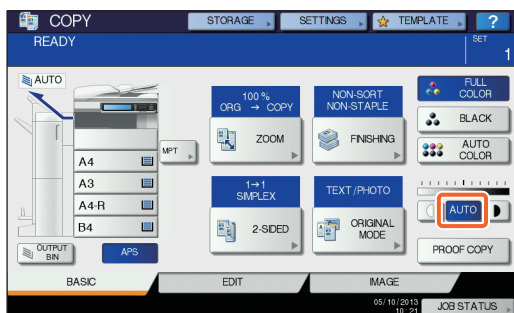 COPY
STORAGE
SETTINGS
TEMPLATE
?
READY
SET
1
AUTO
100 %
ORG → COPY
NON-SORT
NON-STAPLE
FULL
COLOR
ZOOM
FINISHING
BLACK
MPT
AUTO
COLOR
A4
A3
A4-R
B4
1→1
SIMPLEX
TEXT/PHOTO
AUTO
2-SIDED
ORIGINAL
MODE
OUTPUT
BIN
APS
PROOF COPY
BASIC
EDIT
IMAGE
05/10/2013
10:21
JOB STATUS